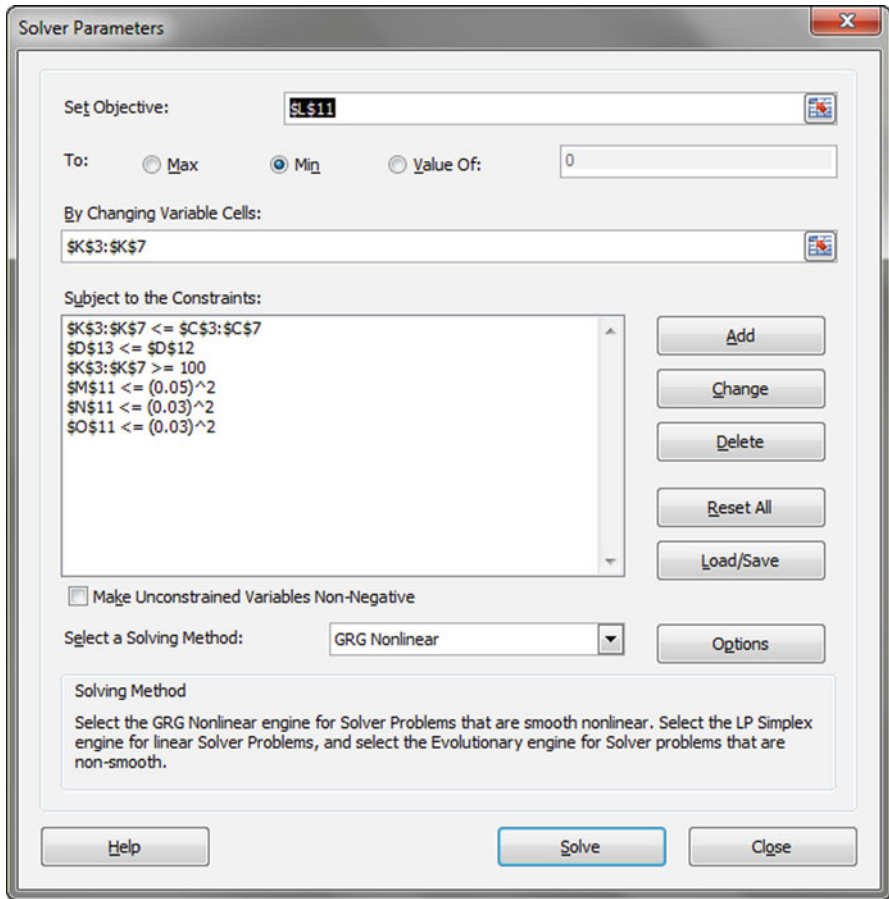 Solver Parameters
Set Objective:
$L$11
To:
Max
Min
Value Of:
0
By Changing Variable Cells:
$K$3:$K$7
Subject to the Constraints:
$K$3:$K$7 <= $C$3:$C$7
$D$13 <= $D$12
$K$3:$K$7 >= 100
$M$11 <= (0.05)^2
$N$11 <= (0.03)^2
$O$11 <= (0.03)^2
Add
Change
Delete
Reset All
Load/Save
Make Unconstrained Variables Non-Negative
Select a Solving Method:
GRG Nonlinear
Options
Solving Method
Select the GRG Nonlinear engine for Solver Problems that are smooth nonlinear. Select the LP Simplex
engine for linear Solver Problems, and select the Evolutionary engine for Solver problems that are
non-smooth.
Help
Solve
Close